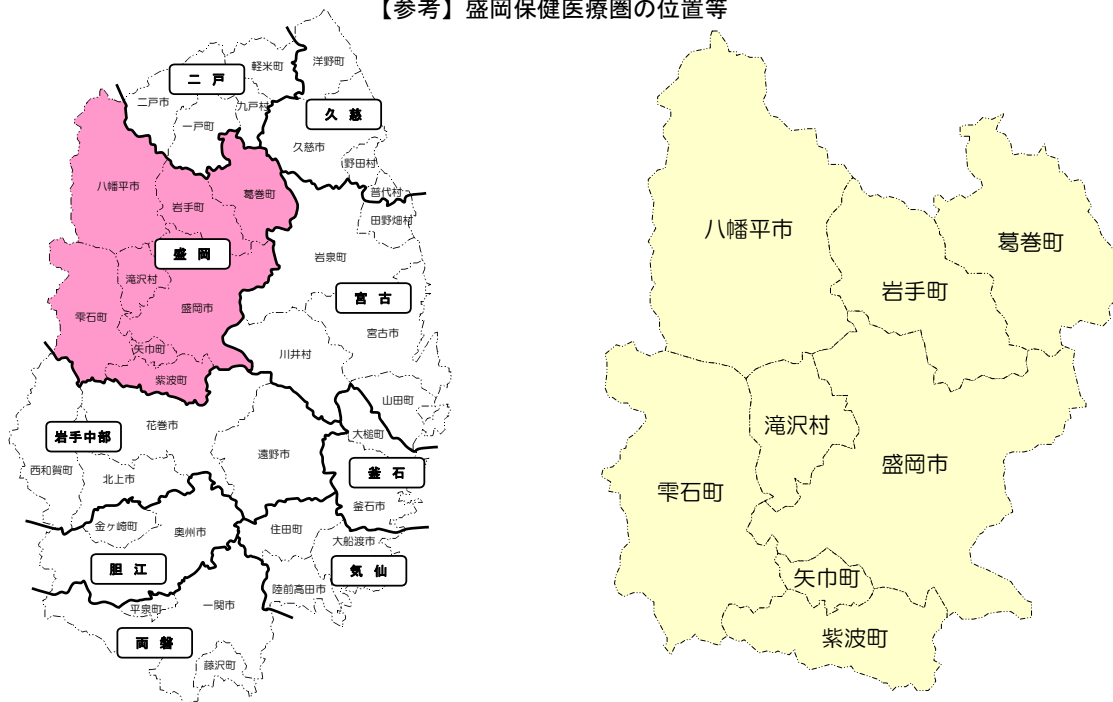 【参考】盛岡保健医療圏の位置等
軽米町
洋野町
二 戸
二戸市
九戸村
久 慈
一戸町
久慈市
野田村
八幡平市
葛巻町
普代村
岩手町
田野畑村
盛 岡
岩泉町
滝沢村
宮 古
盛岡市
雫石町
宮古市
矢巾町
川井村
紫波町
山田町
花巻市
大槌町
岩手中部
遠野市
西和賀町
釜 石
北上市
釜石市
金ヶ崎町
奥州市
住田町
大船渡市
胆 江
気 仙
陸前高田市
平泉町
一関市
両 磐
藤沢町
八幡平市
葛巻町
岩手町
滝沢村
盛岡市
雫石町
矢巾町
紫波町